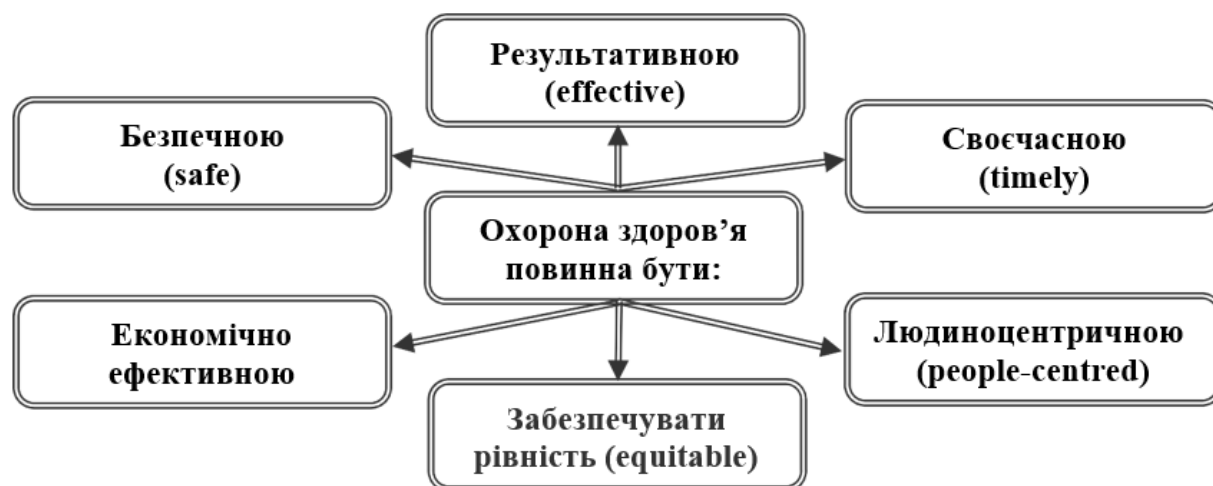 Результативною
(effective)
Безпечною
(safe)
Своєчасною
(timely)
Охорона здоров’я
повинна бути:
Економічно
ефективною
Людиноцентричною
(people-centred)
Забезпечувати
рівність (equitable)